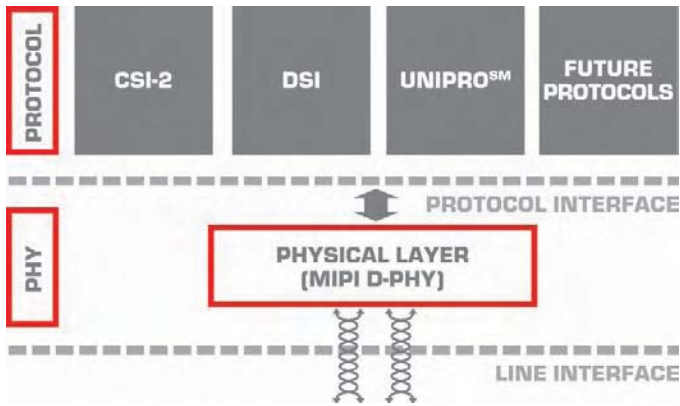 PROTOCOL
CSI-2
DSI
UNIPROSM
FUTURE
PROTOCOLS
PROTOCOL INTERFACE
PHY
PHYSICAL LAYER
(MIPI D-PHY)
LINE INTERFACE